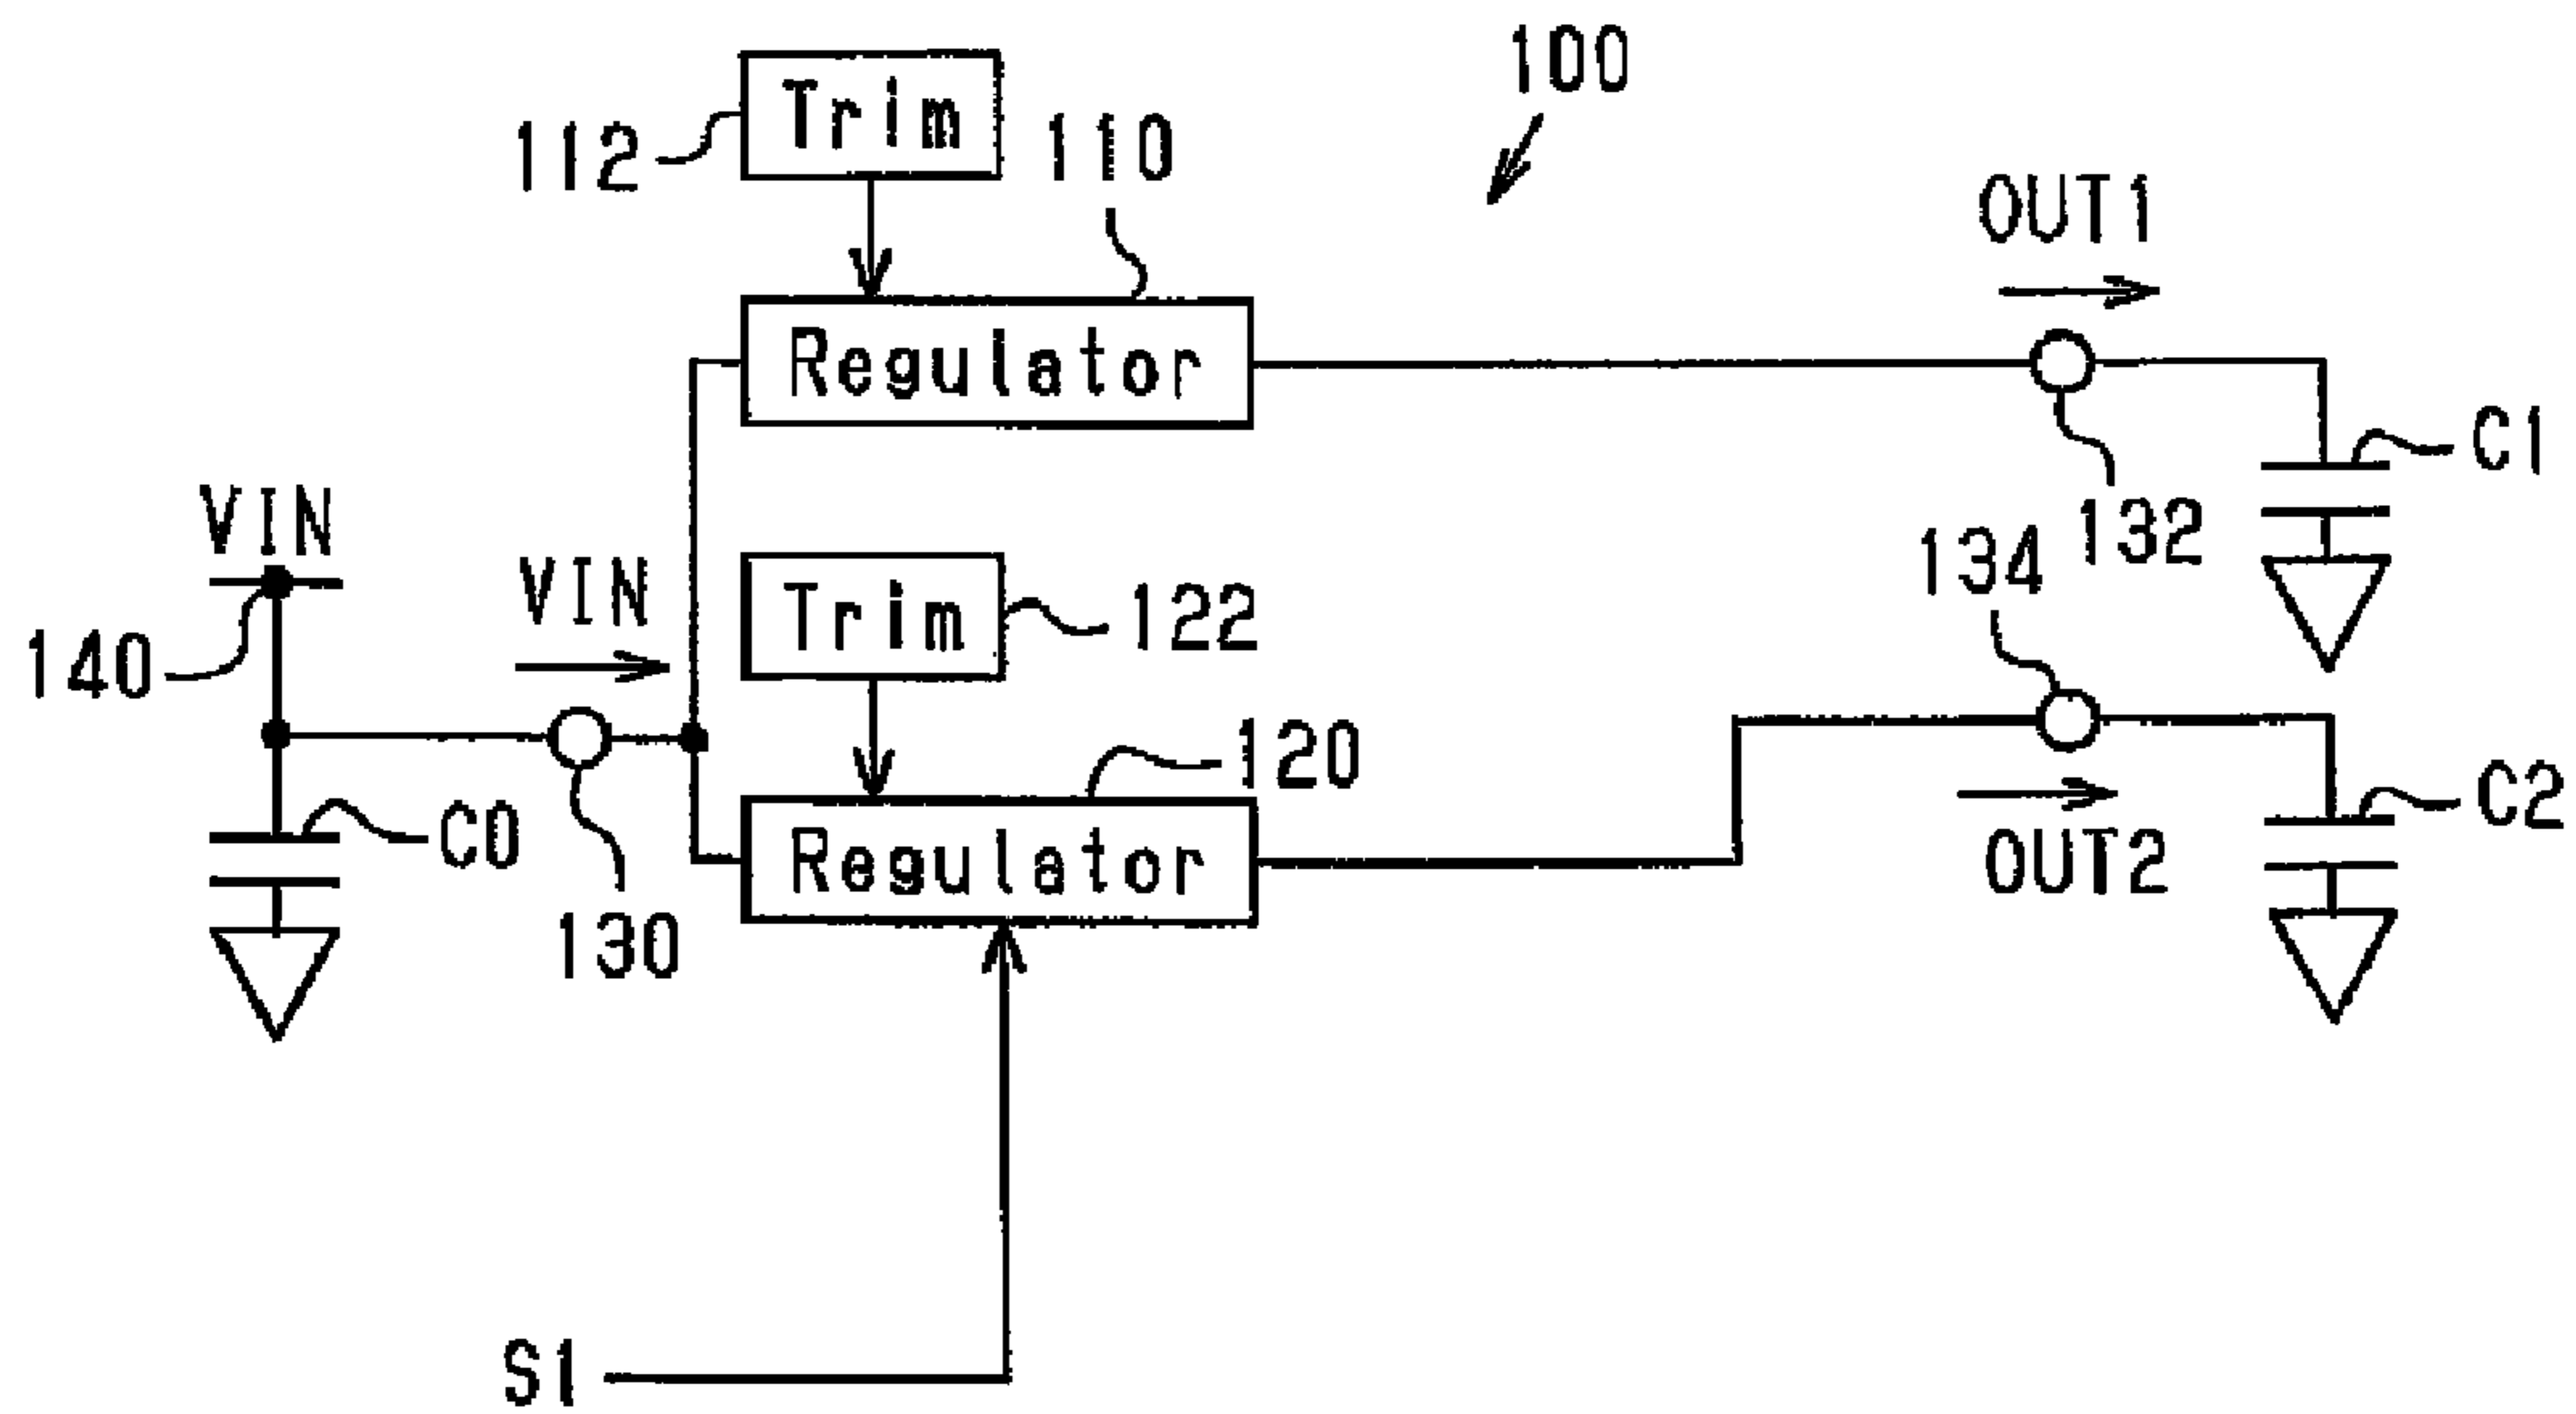 100
Trim
112
110
OUT1
Regulator
C1
132
VIN
VIN
134
Trim
122
140
120
C2
C0
Regulator
OUT2
130
S1